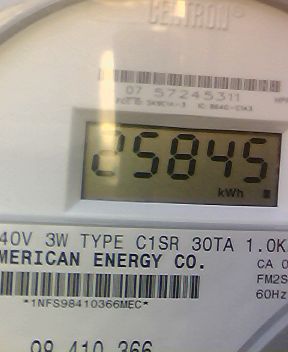 CENTRON®
07 57245311
25845
kWh
40V 3W TYPE C1SR 30TA 1.0K
MERICAN ENERGY CO.
CA 0
FM2S
60Hz
*1NFS98410366MEC*
98 410 366